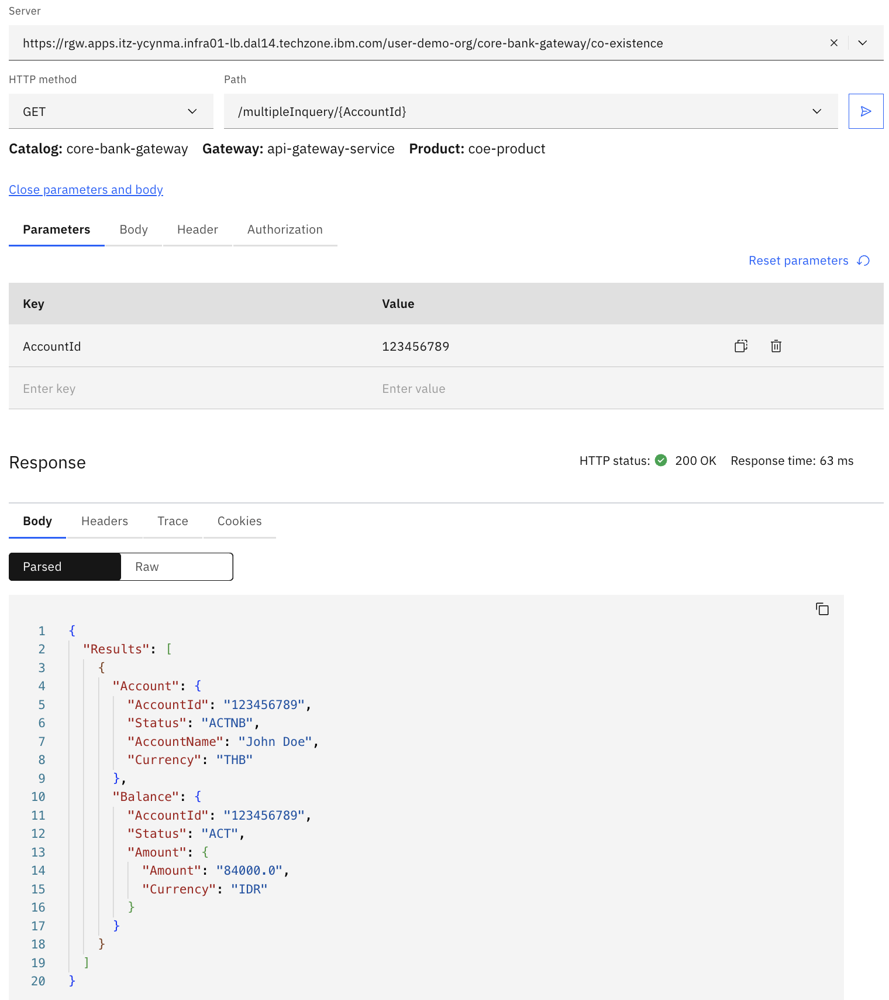 Server
https://rgw.apps.itz-ycynma.infra01-lb.dal14.techzone.ibm.com/user-demo-org/core-bank-gateway/co-existence
HTTP method Path
GET /multipleInquery/{AccountId}
Catalog: core-bank-gateway Gateway: api-gateway-service Product: coe-product
Close parameters and body
Parameters Body Header Authorization
Reset parameters
Key Value
AccountId 123456789
Enter key Enter value
Response HTTP status: 200 OK Response time: 63 ms
Body Headers Trace Cookies
Parsed Raw
1 {
2 "Results": [
3 {
4 "Account": {
5 "AccountId": "123456789",
6 "Status": "ACTNB",
7 "AccountName": "John Doe",
8 "Currency": "THB"
9 },
10 "Balance": {
11 "AccountId": "123456789",
12 "Status": "ACT",
13 "Amount": {
14 "Amount": "84000.0",
15 "Currency": "IDR"
16 }
17 }
18 }
19 ]
20 }